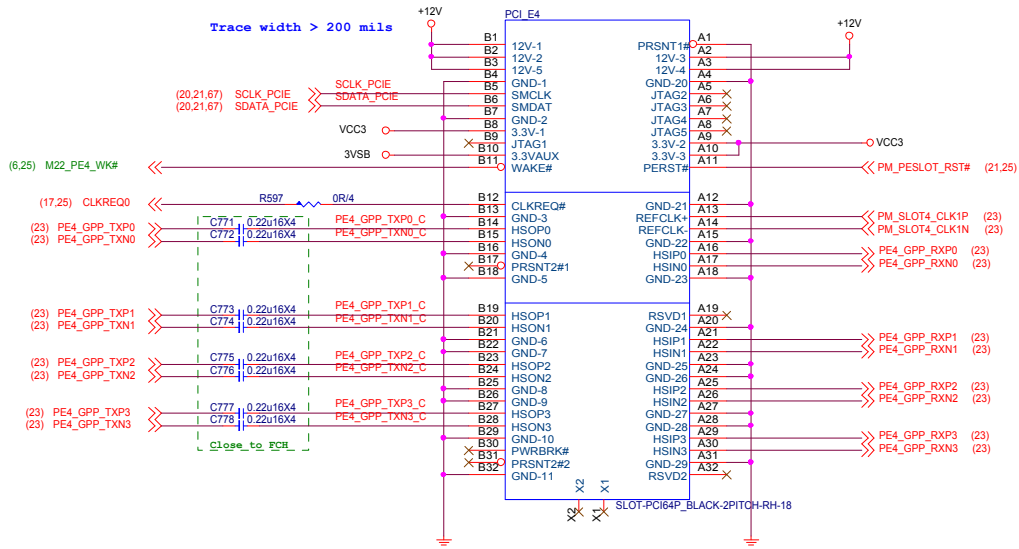 Trace width > 200 mils
+12V
PCI_E4
+12V
B1 12V-1 PRSNT1# A1
B2 12V-2 12V-3 A2
B3 12V-5 12V-4 A3
B4 GND-1 GND-20 A4
SCLK_PCIE B5 SMCLK JTAG2 A5
(20,21,67) SCLK_PCIE
SDATA_PCIE B6 SMDAT JTAG3 A6
(20,21,67) SDATA_PCIE
B7 GND-2 JTAG4 A7
VCC3 B8 3.3V-1 JTAG5 A8
B9 JTAG1 3.3V-2 A9 VCC3
3VSB B10 3.3VAUX 3.3V-3 A10
(6,25) M22_PE4_WK# B11 WAKE# PERST# A11 PM_PESLOT_RST# (21,25)
(17,25) CLKREQ0 R597 0R/4 B12 CLKREQ# GND-21 A12
B13 GND-3 REFCLK+ A13 PM_SLOT4_CLK1P (23)
(23) PE4_GPP_TXP0 C771 0.22u16X4 PE4_GPP_TXP0_C B14 HSOP0 REFCLK- A14 PM_SLOT4_CLK1N (23)
(23) PE4_GPP_TXN0 C772 0.22u16X4 PE4_GPP_TXN0_C B15 HSON0 GND-22 A15
B16 GND-4 HSIP0 A16 PE4_GPP_RXP0 (23)
B17 PRSNT2#1 HSIN0 A17 PE4_GPP_RXN0 (23)
B18 GND-5 GND-23 A18
(23) PE4_GPP_TXP1 C773 0.22u16X4 PE4_GPP_TXP1_C B19 HSOP1 RSVD1 A19
(23) PE4_GPP_TXN1 C774 0.22u16X4 PE4_GPP_TXN1_C B20 HSON1 GND-24 A20
B21 GND-6 HSIP1 A21 PE4_GPP_RXP1 (23)
B22 GND-7 HSIN1 A22 PE4_GPP_RXN1 (23)
(23) PE4_GPP_TXP2 C775 0.22u16X4 PE4_GPP_TXP2_C B23 HSOP2 GND-25 A23
(23) PE4_GPP_TXN2 C776 0.22u16X4 PE4_GPP_TXN2_C B24 HSON2 GND-26 A24
B25 GND-8 HSIP2 A25 PE4_GPP_RXP2 (23)
B26 GND-9 HSIN2 A26 PE4_GPP_RXN2 (23)
(23) PE4_GPP_TXP3 C777 0.22u16X4 PE4_GPP_TXP3_C B27 HSOP3 GND-27 A27
(23) PE4_GPP_TXN3 C778 0.22u16X4 PE4_GPP_TXN3_C B28 HSON3 GND-28 A28
B29 GND-10 HSIP3 A29 PE4_GPP_RXP3 (23)
Close to FCH
B30 PWRBRK# HSIN3 A30 PE4_GPP_RXN3 (23)
B31 PRSNT2#2 GND-29 A31
B32 GND-11 RSVD2 A32
X2 X1
X2 X1
SLOT-PCI64P_BLACK-2PITCH-RH-18